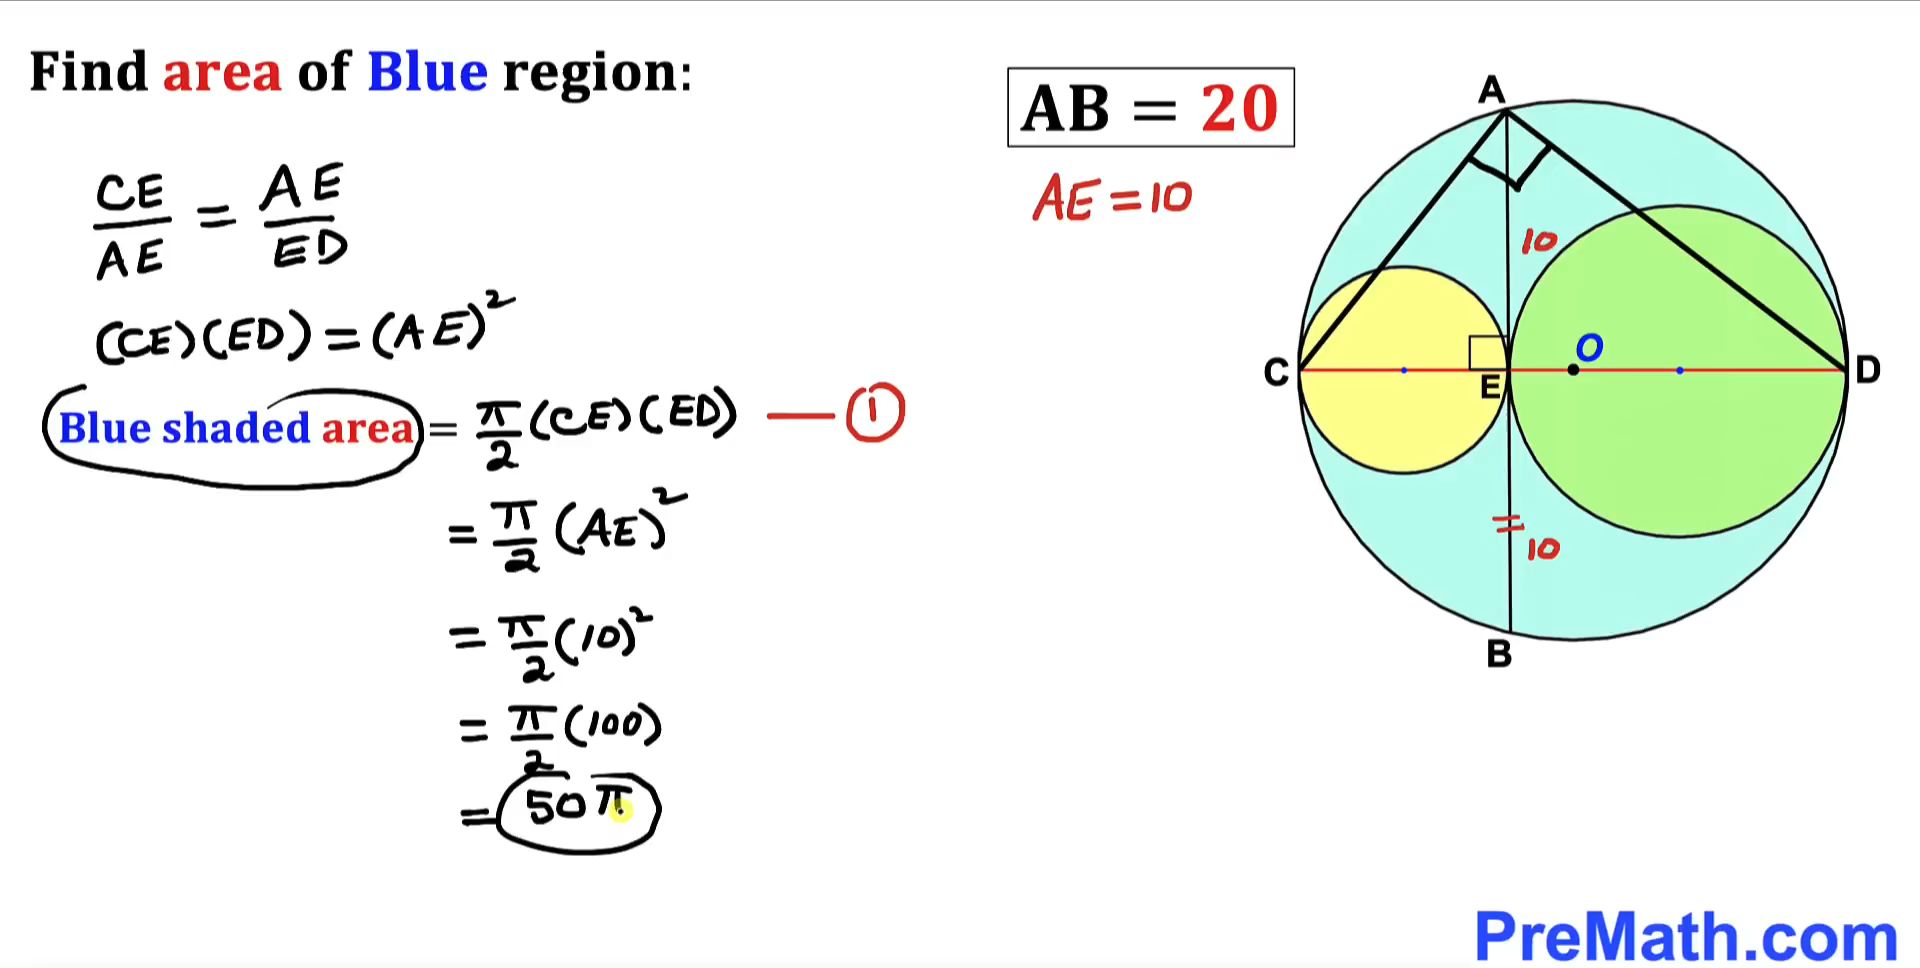 Find area of Blue region:
CE/AE = AE/ED
(CE)(ED) = (AE)²
Blue shaded area = π/2 (CE)(ED) — ①
= π/2 (AE)²
= π/2 (10)²
= π/2 (100)
= 50π
AB = 20
AE = 10
A
10
O
C
E
D
10
B
PreMath.com